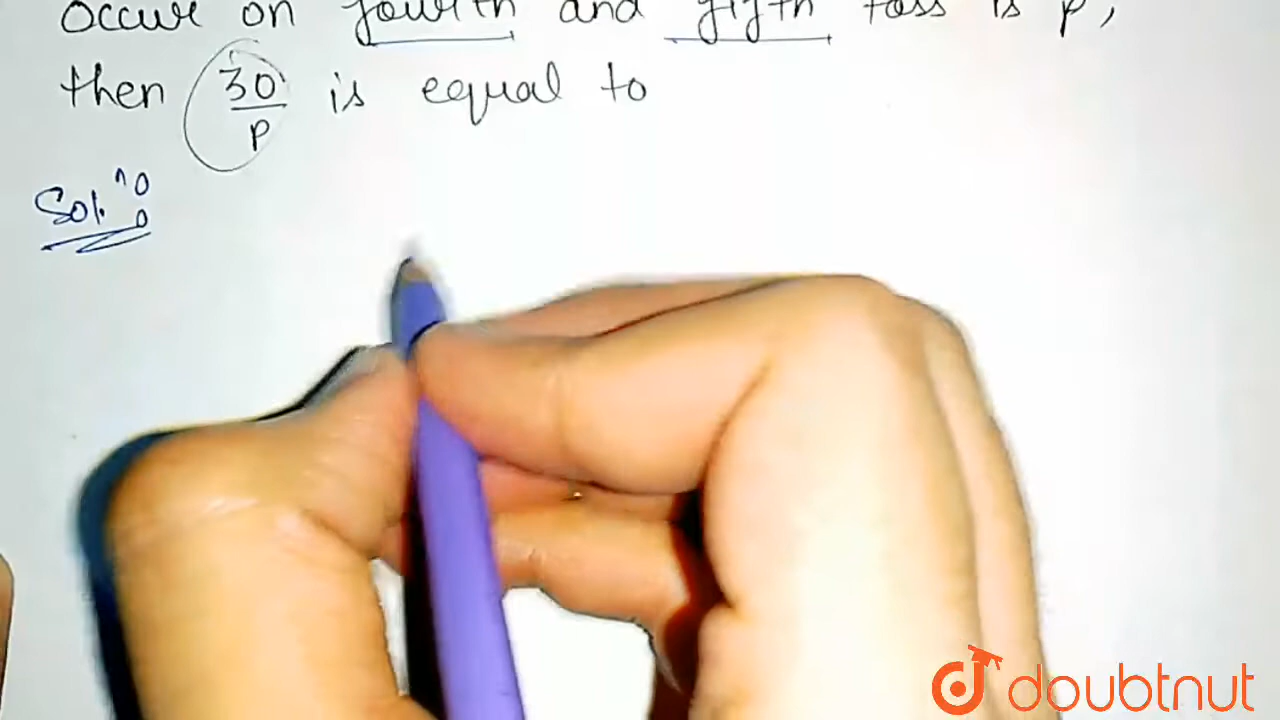 occur on fourth and fifth toss is p,
then 30/p is equal to
Sol.
doubtnut